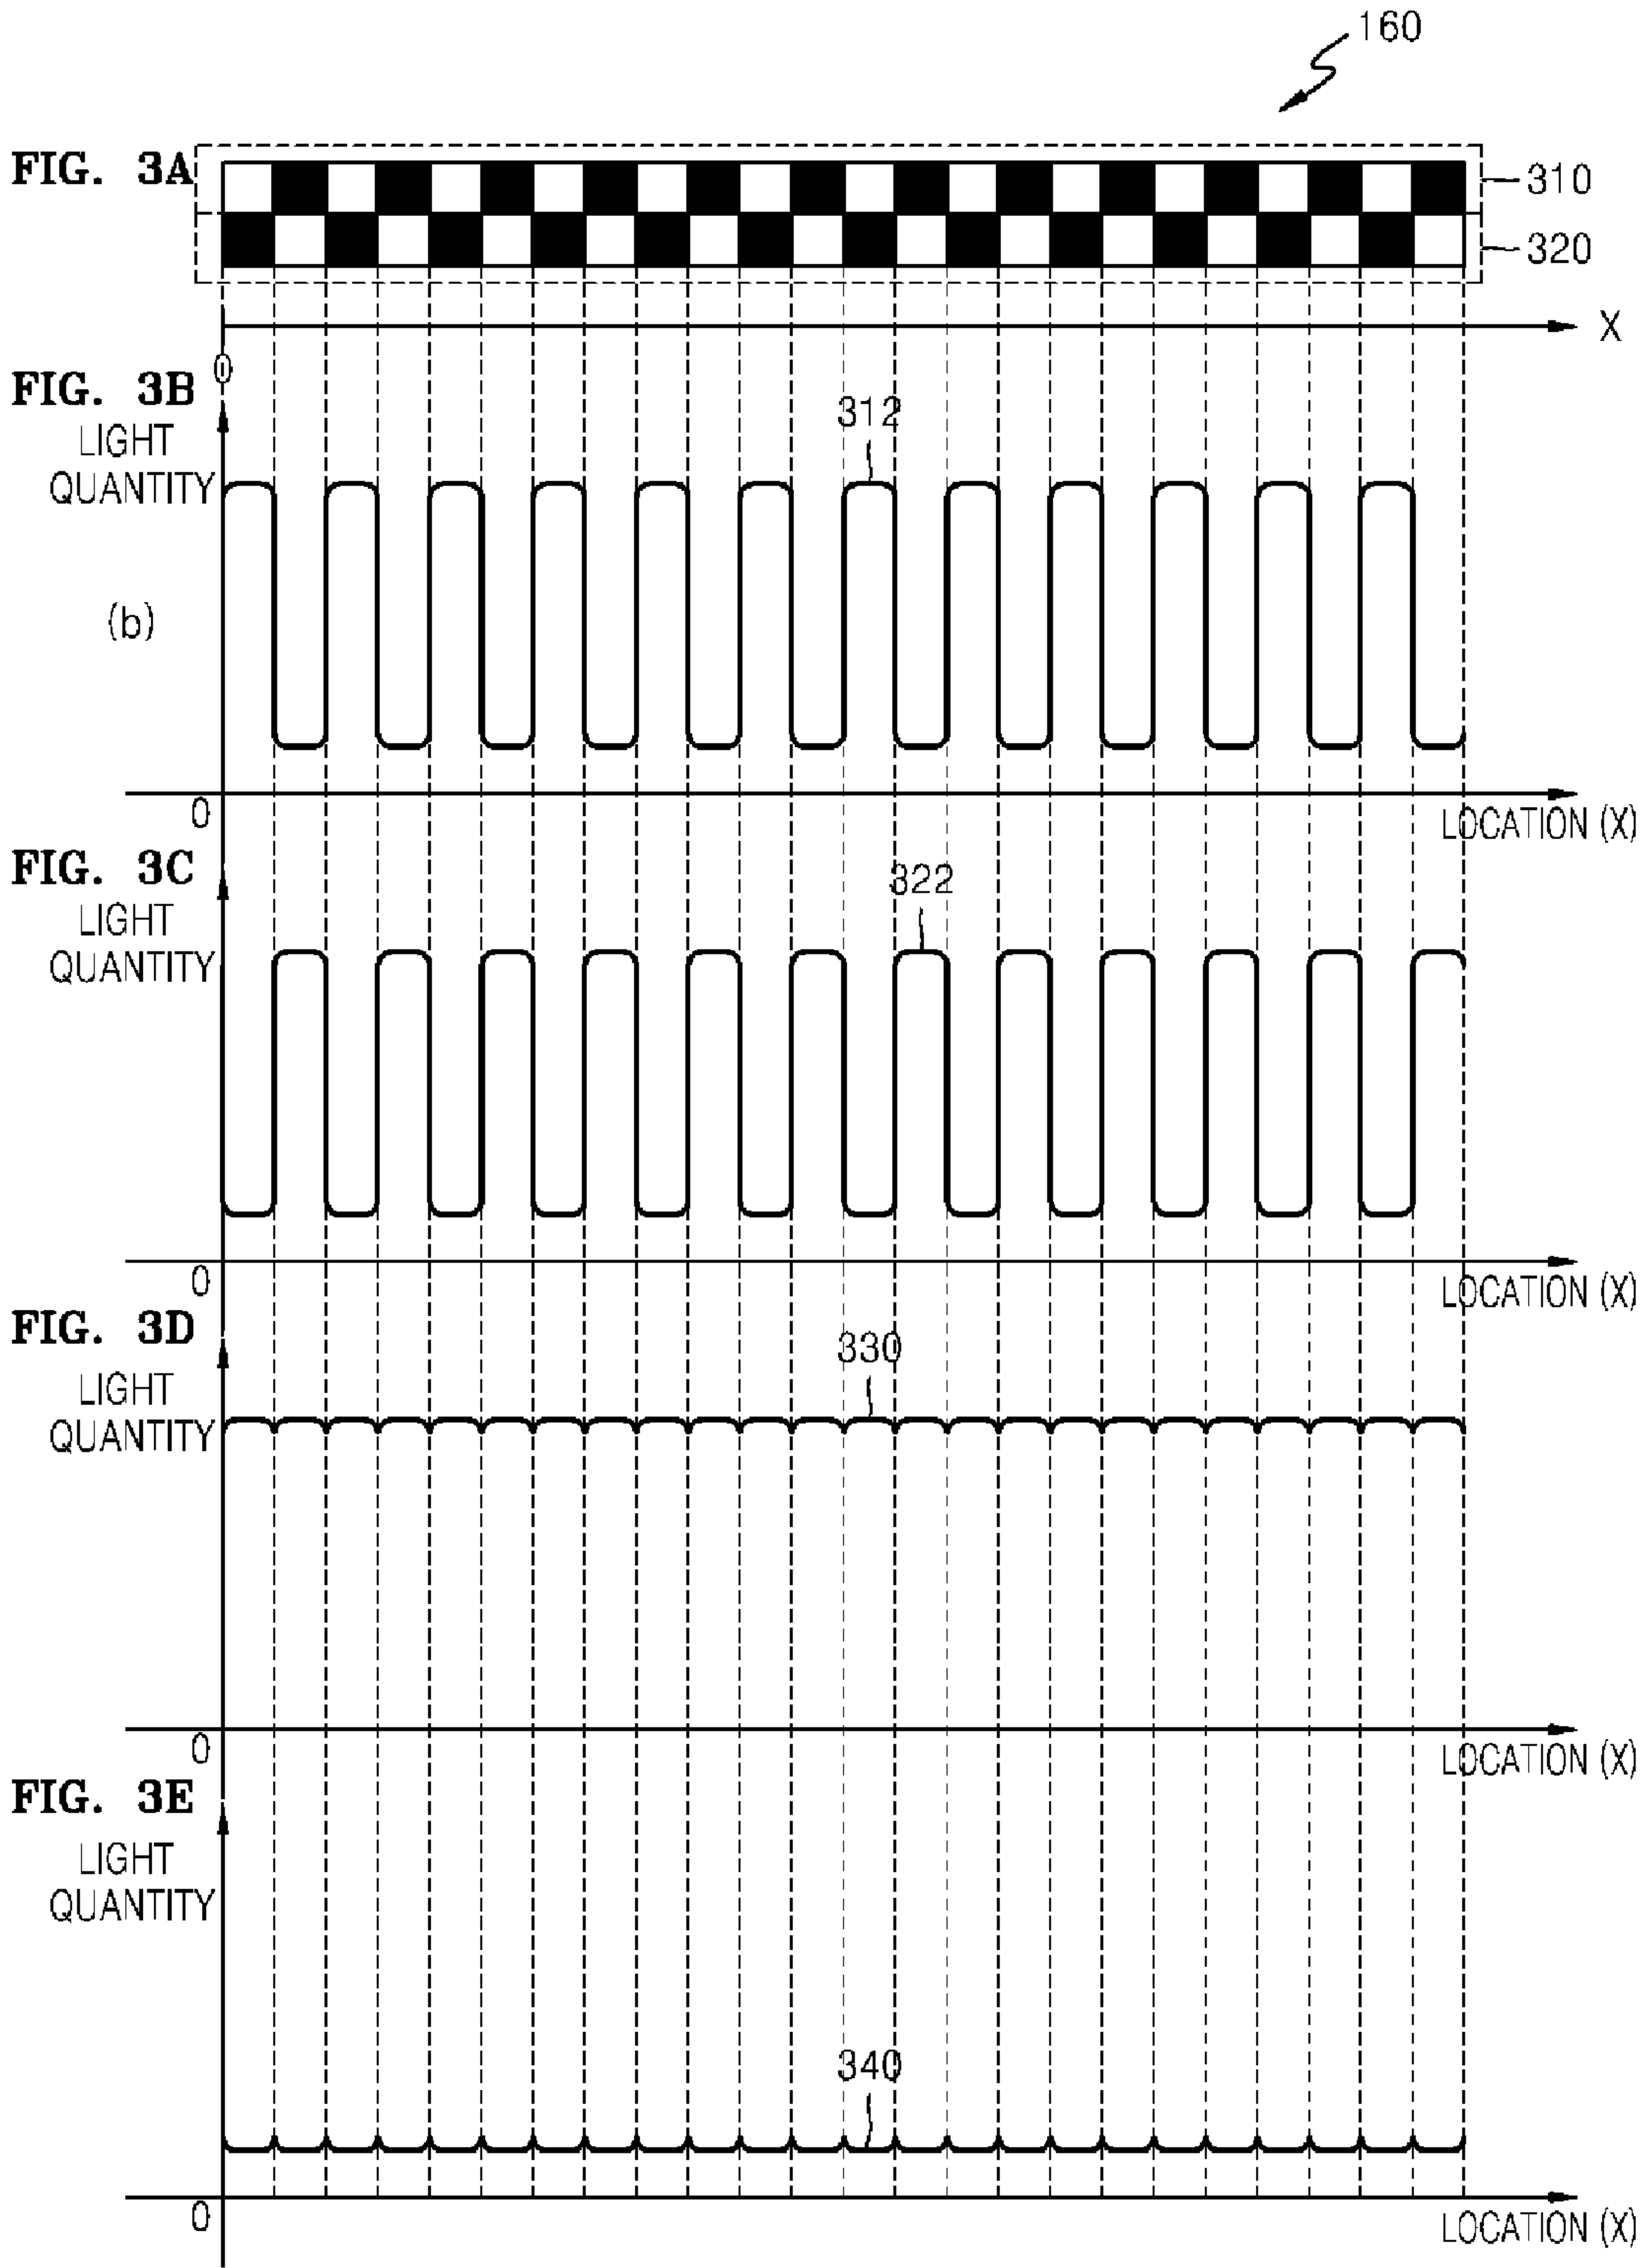 160
FIG. 3A
310
320
X
0
FIG. 3B
LIGHT
QUANTITY
312
(b)
0
LOCATION (X)
FIG. 3C
LIGHT
QUANTITY
322
0
LOCATION (X)
FIG. 3D
LIGHT
QUANTITY
330
0
LOCATION (X)
FIG. 3E
LIGHT
QUANTITY
340
0
LOCATION (X)